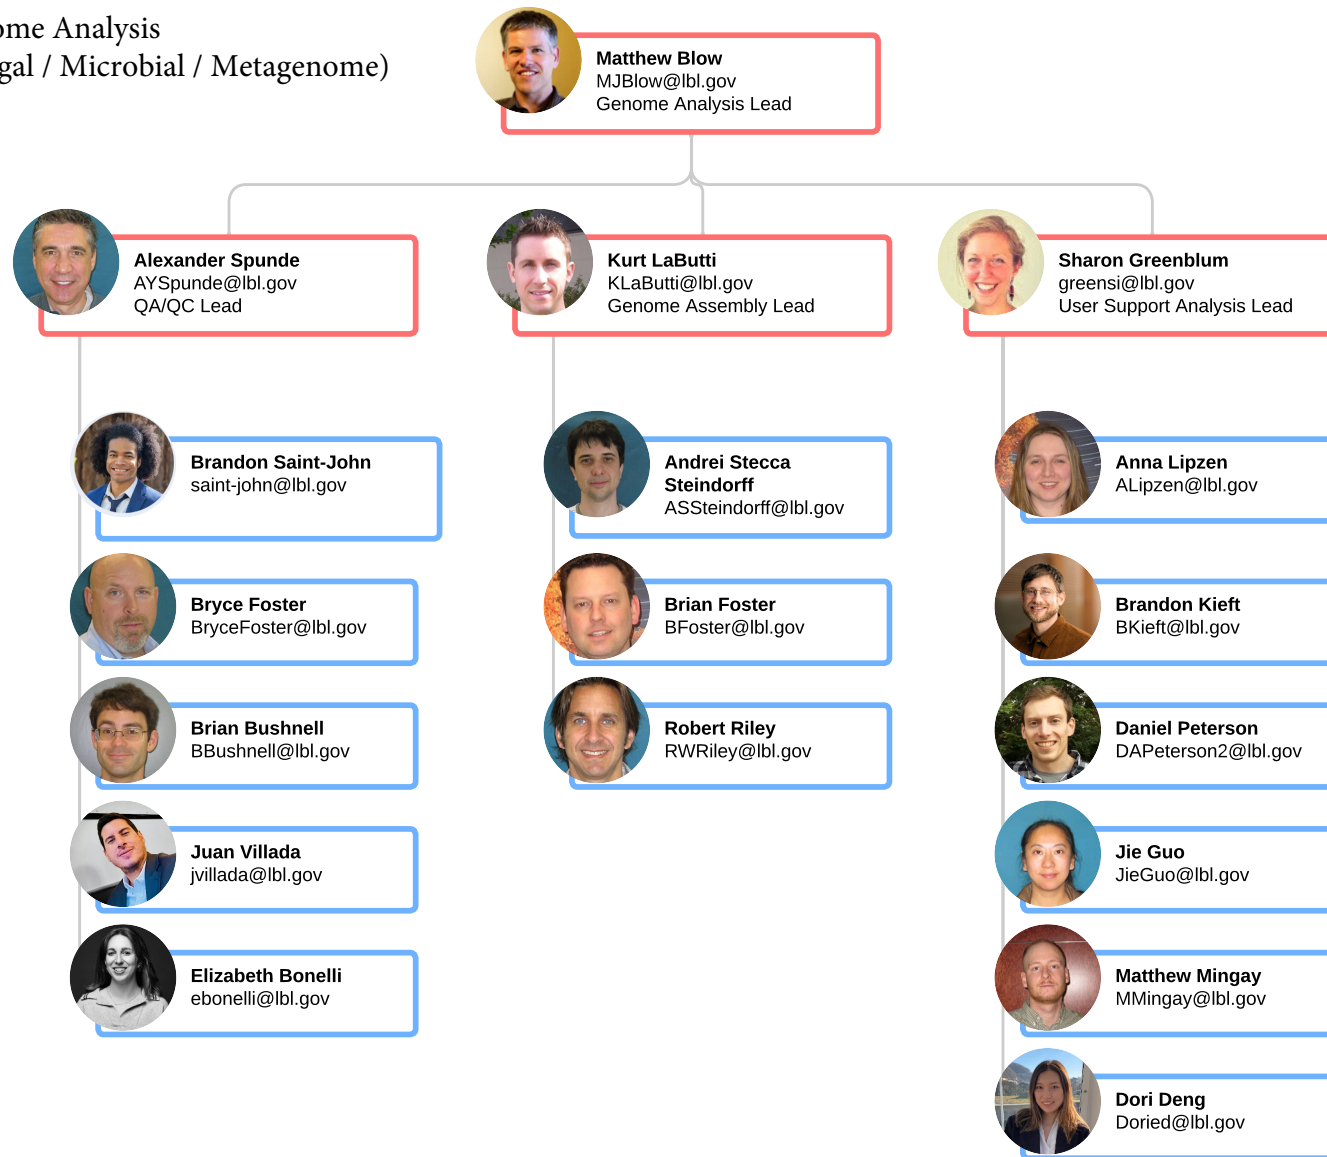 ome Analysis
gal / Microbial / Metagenome)
Matthew Blow
MJBlow@lbl.gov
Genome Analysis Lead
Alexander Spunde
AYSpunde@lbl.gov
QA/QC Lead
Kurt LaButti
KLaButti@lbl.gov
Genome Assembly Lead
Sharon Greenblum
greensi@lbl.gov
User Support Analysis Lead
Brandon Saint-John
saint-john@lbl.gov
Bryce Foster
BryceFoster@lbl.gov
Brian Bushnell
BBushnell@lbl.gov
Juan Villada
jvillada@lbl.gov
Elizabeth Bonelli
ebonelli@lbl.gov
Andrei Stecca
Steindorff
ASSteindorff@lbl.gov
Brian Foster
BFoster@lbl.gov
Robert Riley
RWRiley@lbl.gov
Anna Lipzen
ALipzen@lbl.gov
Brandon Kieft
BKieft@lbl.gov
Daniel Peterson
DAPeterson2@lbl.gov
Jie Guo
JieGuo@lbl.gov
Matthew Mingay
MMingay@lbl.gov
Dori Deng
Doried@lbl.gov